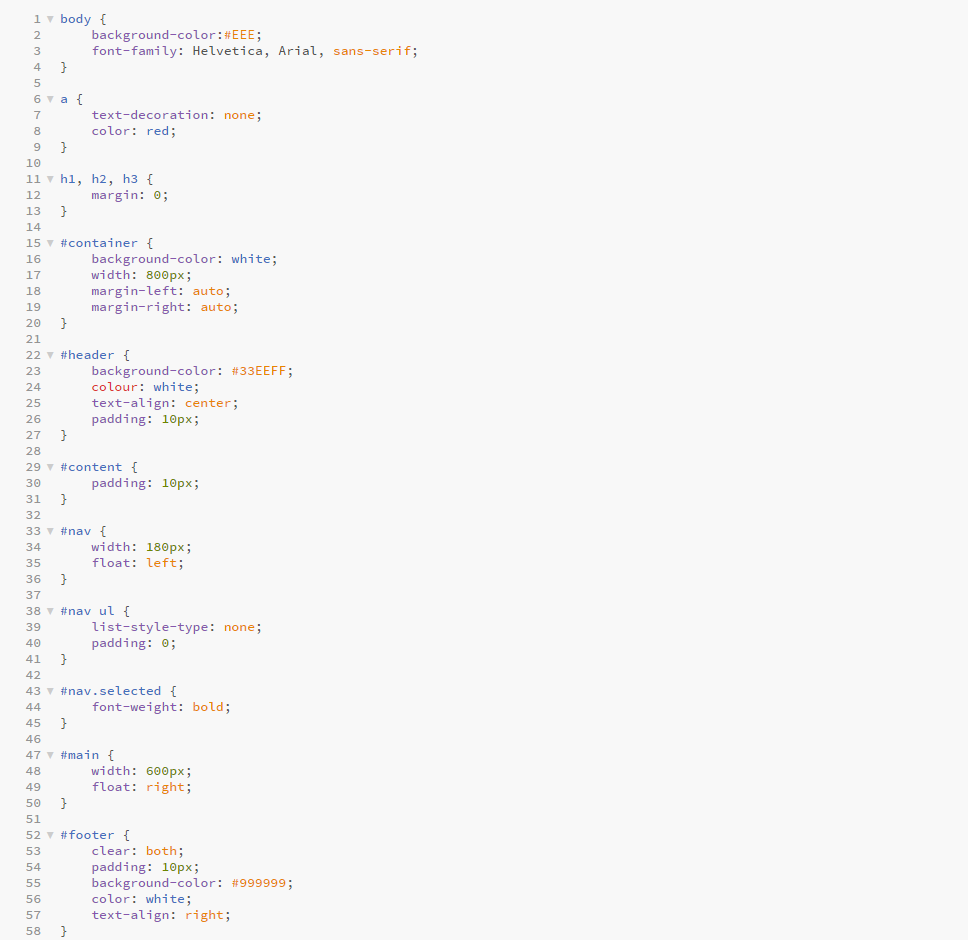 1 ▼ body {
2     background-color:#EEE;
3     font-family: Helvetica, Arial, sans-serif;
4 }
5
6 ▼ a {
7     text-decoration: none;
8     color: red;
9 }
10
11 ▼ h1, h2, h3 {
12     margin: 0;
13 }
14
15 ▼ #container {
16     background-color: white;
17     width: 800px;
18     margin-left: auto;
19     margin-right: auto;
20 }
21
22 ▼ #header {
23     background-color: #33EEFF;
24     colour: white;
25     text-align: center;
26     padding: 10px;
27 }
28
29 ▼ #content {
30     padding: 10px;
31 }
32
33 ▼ #nav {
34     width: 180px;
35     float: left;
36 }
37
38 ▼ #nav ul {
39     list-style-type: none;
40     padding: 0;
41 }
42
43 ▼ #nav.selected {
44     font-weight: bold;
45 }
46
47 ▼ #main {
48     width: 600px;
49     float: right;
50 }
51
52 ▼ #footer {
53     clear: both;
54     padding: 10px;
55     background-color: #999999;
56     color: white;
57     text-align: right;
58 }